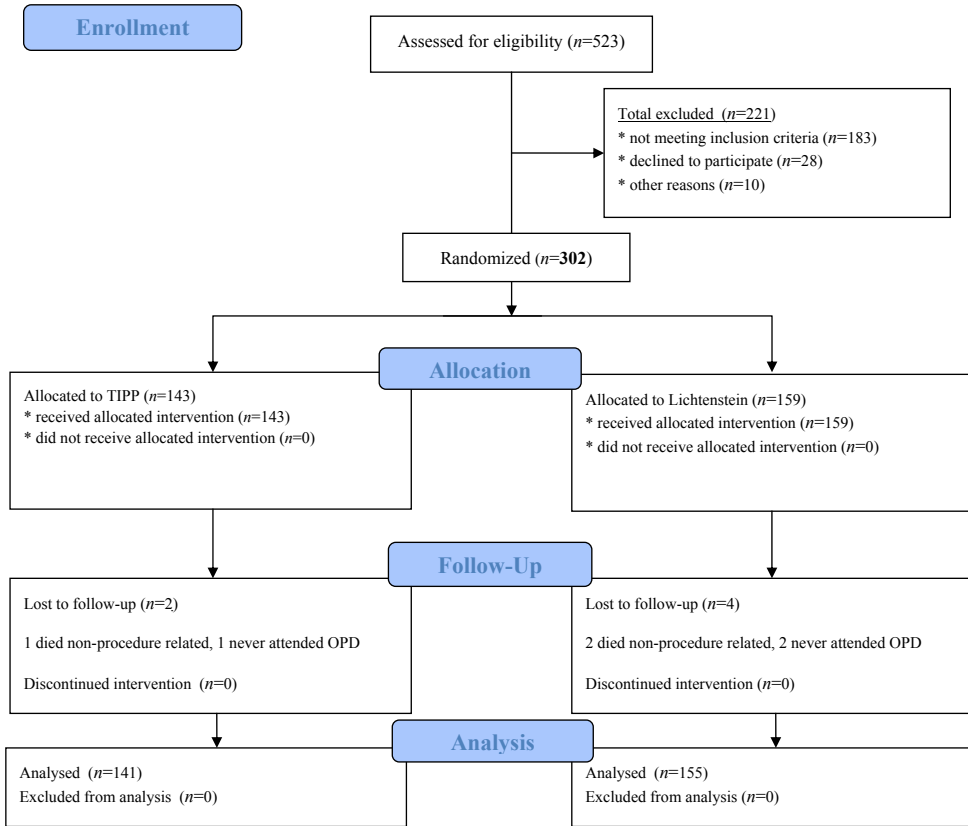 Enrollment
Assessed for eligibility (n=523)
Total excluded (n=221)
* not meeting inclusion criteria (n=183)
* declined to participate (n=28)
* other reasons (n=10)
Randomized (n=302)
Allocation
Allocated to TIPP (n=143)
* received allocated intervention (n=143)
* did not receive allocated intervention (n=0)
Allocated to Lichtenstein (n=159)
* received allocated intervention (n=159)
* did not receive allocated intervention (n=0)
Follow-Up
Lost to follow-up (n=2)
1 died non-procedure related, 1 never attended OPD
Discontinued intervention (n=0)
Lost to follow-up (n=4)
2 died non-procedure related, 2 never attended OPD
Discontinued intervention (n=0)
Analysis
Analysed (n=141)
Excluded from analysis (n=0)
Analysed (n=155)
Excluded from analysis (n=0)